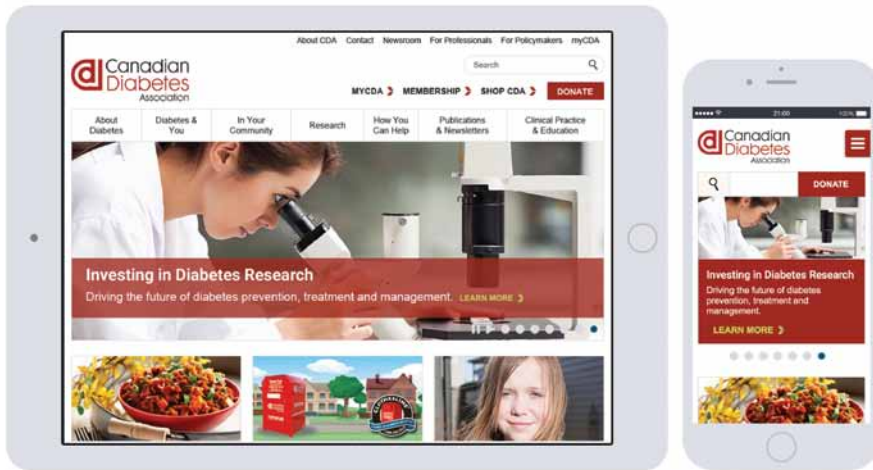 About CDA Contact Newsroom For Professionals For Policymakers myCDA
Canadian
Diabetes
Association
Search
MYCDA MEMBERSHIP SHOP CDA DONATE
About Diabetes
Diabetes & You
In Your Community
Research
How You Can Help
Publications & Newsletters
Clinical Practice & Education
Investing in Diabetes Research
Driving the future of diabetes prevention, treatment and management. LEARN MORE
CLOTHESLINE
21:00
100%
Canadian
Diabetes
Association
DONATE
Investing in Diabetes Research
Driving the future of diabetes
prevention, treatment and
management.
LEARN MORE